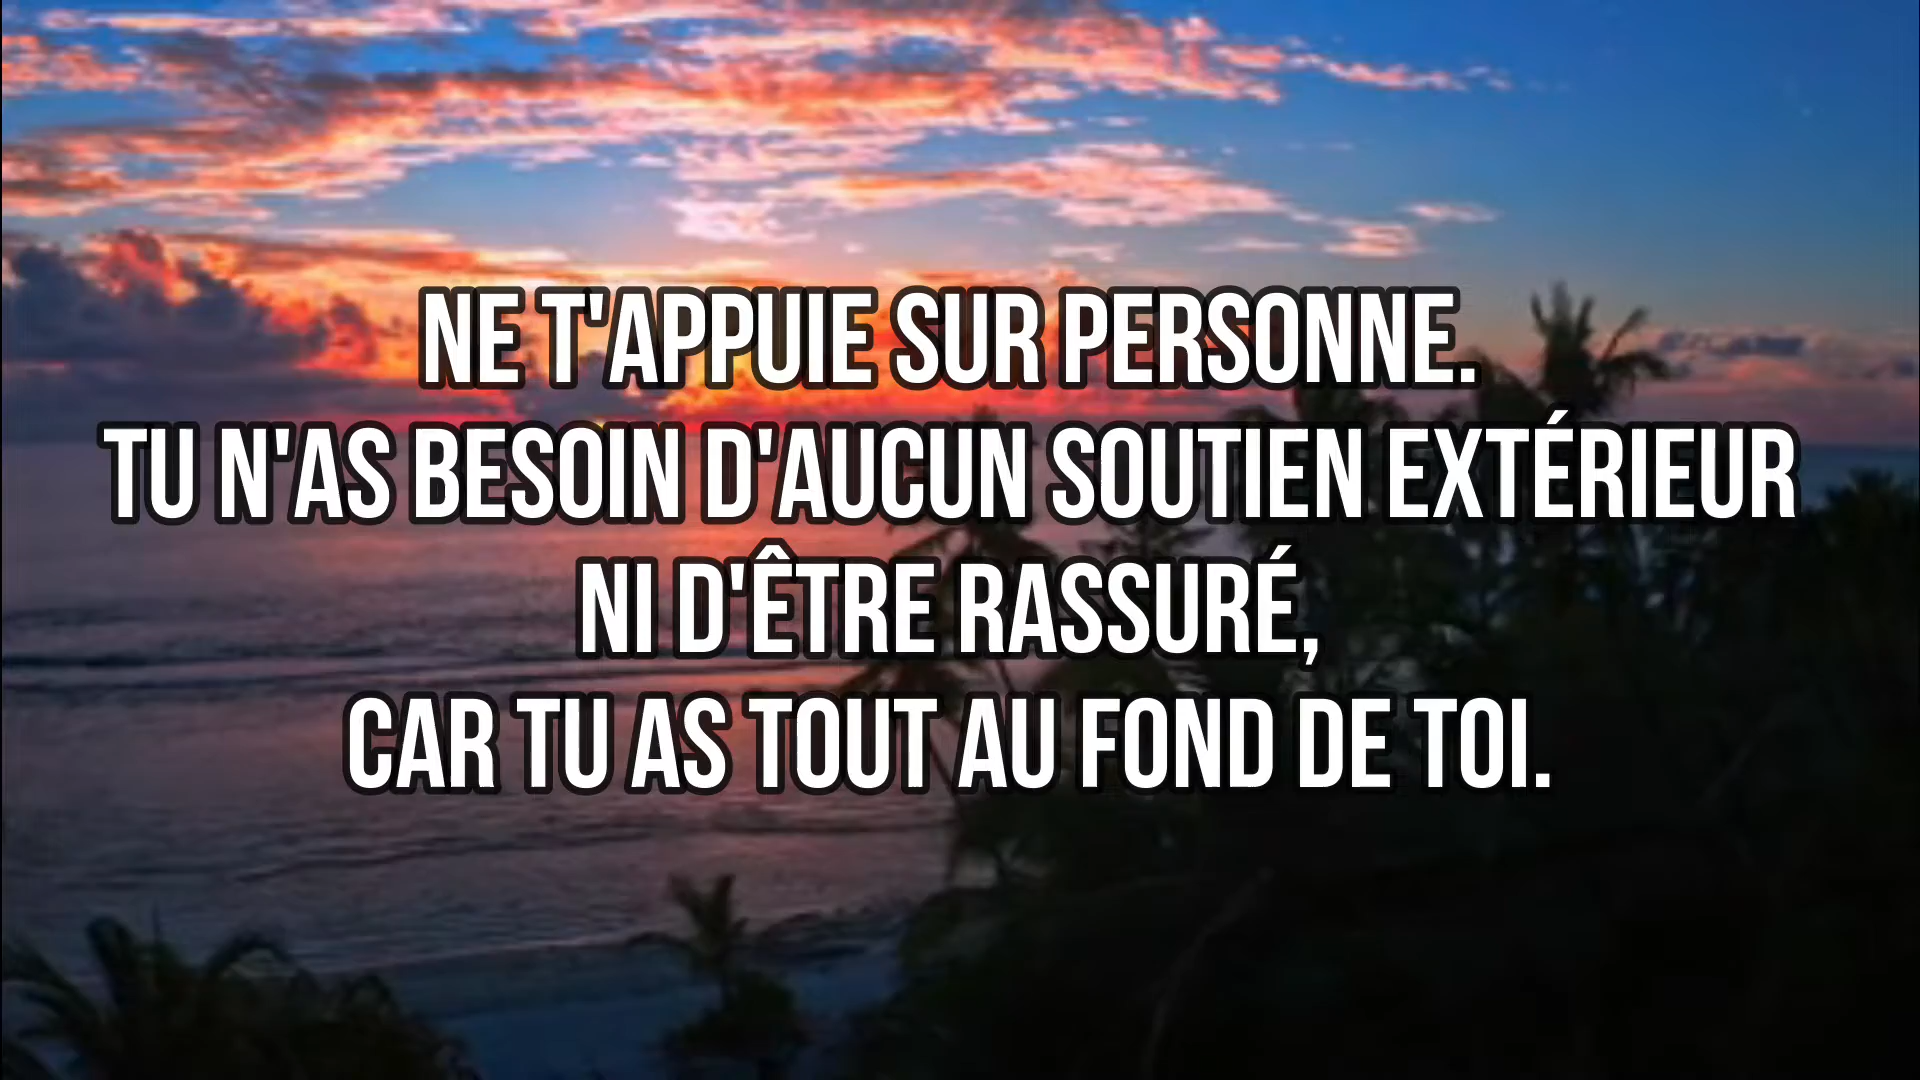 NE T'APPUIE SUR PERSONNE.
TU N'AS BESOIN D'AUCUN SOUTIEN EXTÉRIEUR
NI D'ÊTRE RASSURÉ,
CAR TU AS TOUT AU FOND DE TOI.